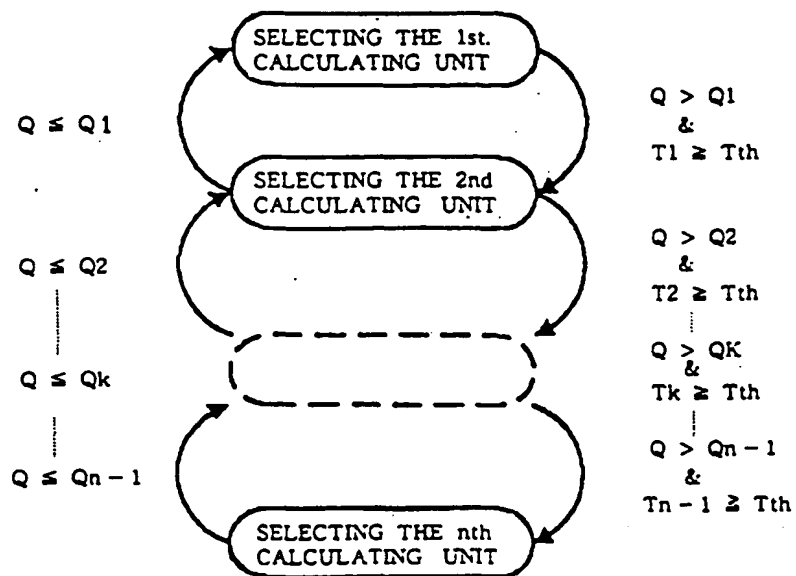 SELECTING THE 1st.
CALCULATING UNIT
Q ≦ Q1
Q > Q1
&
T1 ≧ Tth
SELECTING THE 2nd
CALCULATING UNIT
Q ≦ Q2
Q > Q2
&
T2 ≧ Tth
Q ≦ Qk
Q > QK
&
Tk ≧ Tth
Q ≦ Qn-1
Q > Qn-1
&
Tn-1 ≧ Tth
SELECTING THE nth
CALCULATING UNIT